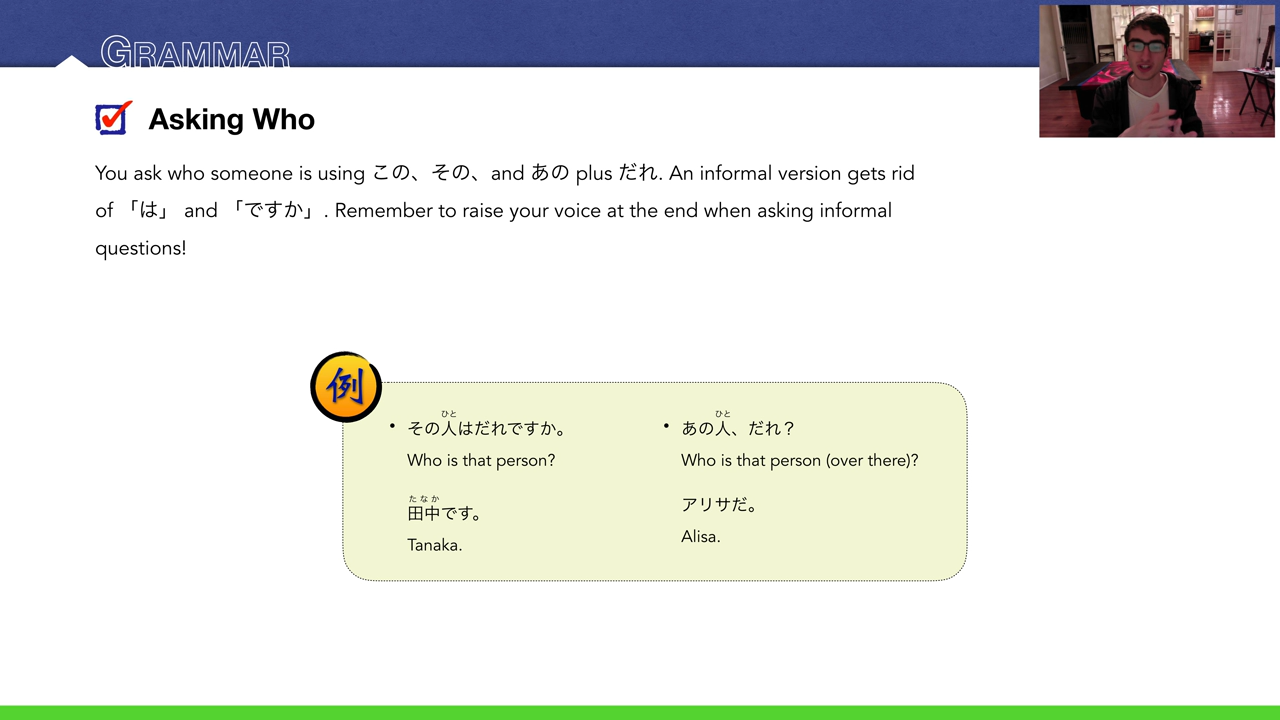 GRAMMAR
Asking Who
You ask who someone is using この、その、and あの plus だれ. An informal version gets rid
of 「は」 and 「ですか」. Remember to raise your voice at the end when asking informal
questions!
例
ひと
• その人はだれですか。
Who is that person?
たなか
田中です。
Tanaka.
ひと
• あの人、だれ？
Who is that person (over there)?
アリサだ。
Alisa.